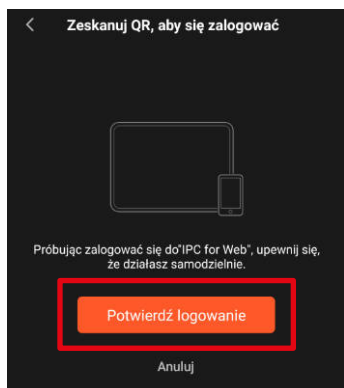 Zeskanuj QR, aby się zalogować
Próbując zalogować się do"IPC for Web", upewnij się,
że działasz samodzielnie.
Potwierdź logowanie
Anuluj